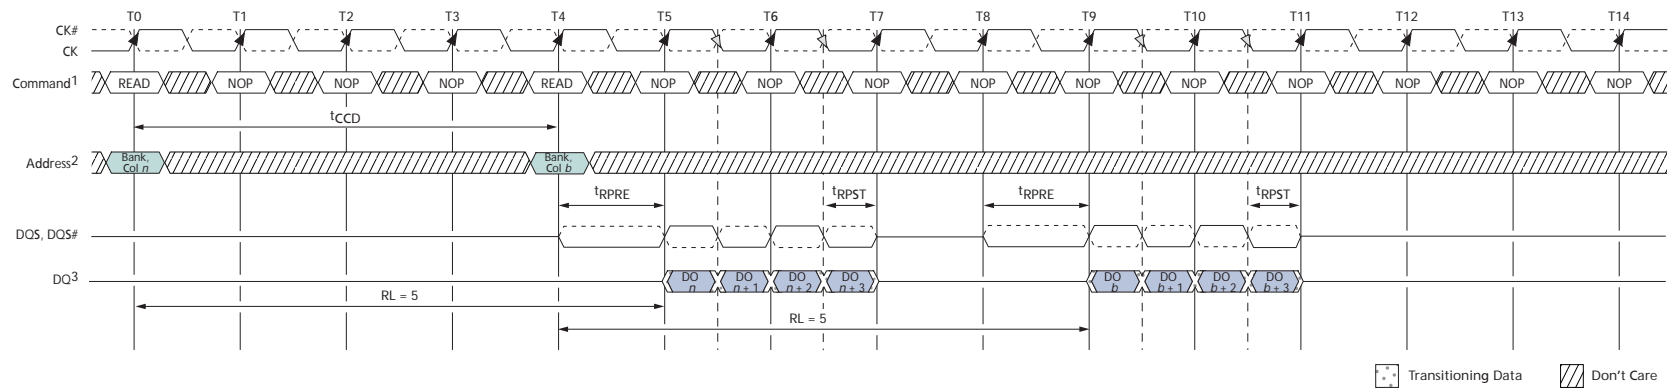 T0 T1 T2 T3 T4 T5 T6 T7 T8 T9 T10 T11 T12 T13 T14
CK#
CK
Command1 READ NOP NOP NOP READ NOP NOP NOP NOP NOP NOP NOP NOP NOP NOP
tCCD
Address2 Bank, Col n Bank, Col b
tRPRE tRPST tRPRE tRPST
DQS, DQS#
DQ3 DO n DO n + 1 DO n + 2 DO n + 3 DO b DO b + 1 DO b + 2 DO b + 3
RL = 5
RL = 5
Transitioning Data Don't Care